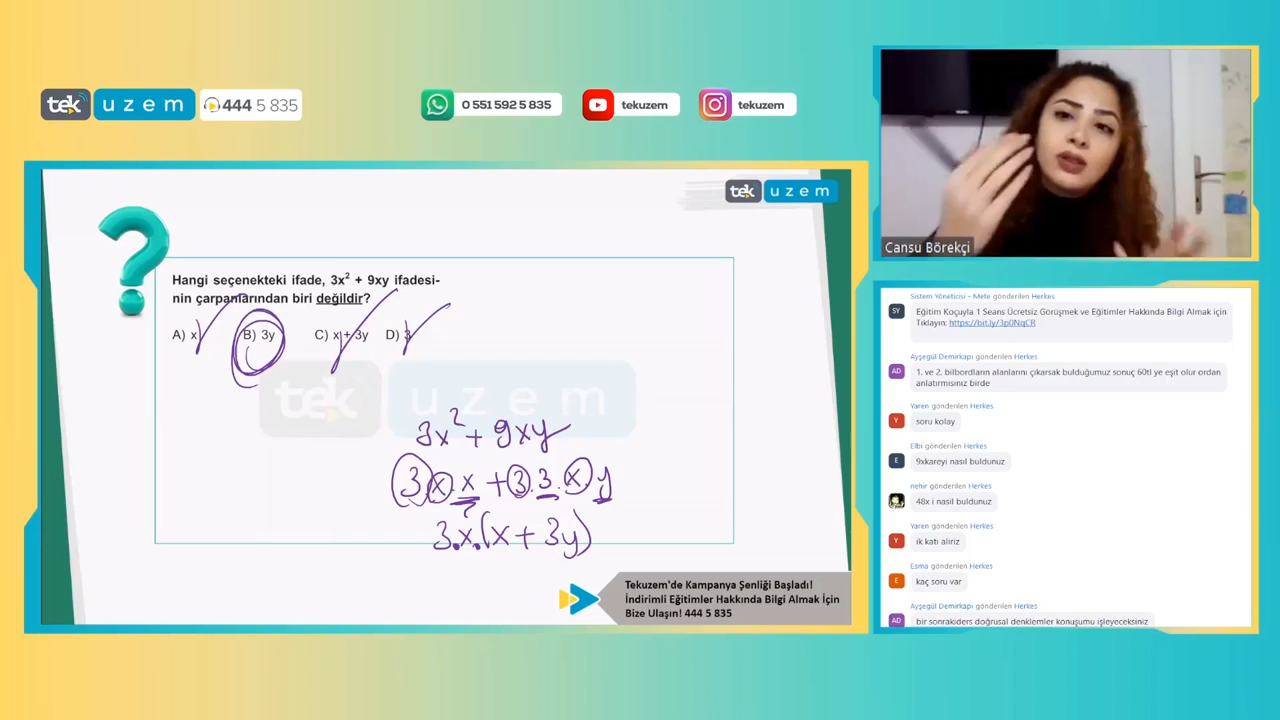 tek uzem 444 5 835
0 551 592 5 835
tekuzem
tekuzem
tek uzem
Hangi seçenekteki ifade, 3x² + 9xy ifadesi-
nin çarpanlarından biri değildir?
A) x B) 3y C) x + 3y D) 3
tek uzem
3x² + 9xy
3.x.x + 3.3.x.y
3.x.(x + 3y)
Tekuzem'de Kampanya Şenliği Başladı!
İndirimli Eğitimler Hakkında Bilgi Almak İçin
Bize Ulaşın! 444 5 835
Cansu Börekçi
Sistem Yöneticisi - Mete gönderilen Herkes
SY
Eğitim Koçuyla 1 Seans Ücretsiz Görüşmek ve Eğitimler Hakkında Bilgi Almak için
Tıklayın: https://bit.ly/3p0NqCR
Ayşegül Demirkapı gönderilen Herkes
AD
1. ve 2. bilbordların alanlarını çıkarsak bulduğumuz sonuç 60tl ye eşit olur ordan
anlatırmısınız birde
Yaren gönderilen Herkes
Y
soru kolay
Elbi gönderilen Herkes
E
9xkareyi nasıl buldunuz
nehir gönderilen Herkes
48x i nasıl buldunuz
Yaren gönderilen Herkes
Y
ik katı alırız
Esma gönderilen Herkes
E
kaç soru var
Ayşegül Demirkapı gönderilen Herkes
AD
bir sonrakiders doğrusal denklemler konuşumu işleyeceksiniz